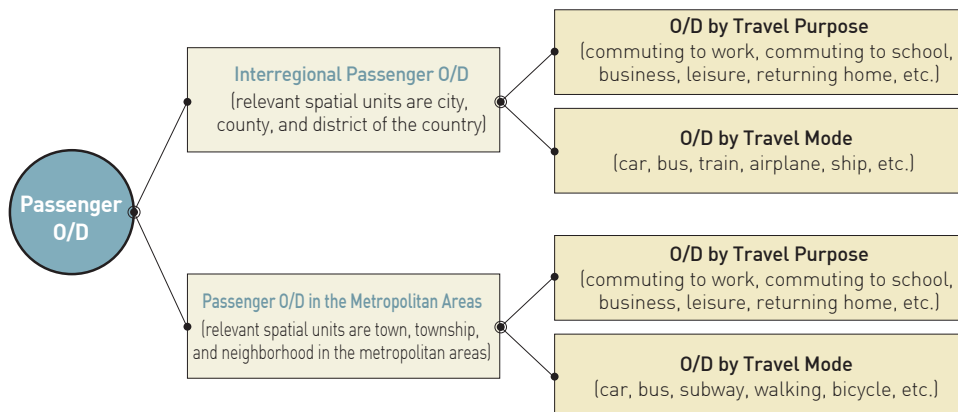 Passenger
O/D
Interregional Passenger O/D
(relevant spatial units are city,
county, and district of the country)
O/D by Travel Purpose
(commuting to work, commuting to school,
business, leisure, returning home, etc.)
O/D by Travel Mode
(car, bus, train, airplane, ship, etc.)
Passenger O/D in the Metropolitan Areas
(relevant spatial units are town, township,
and neighborhood in the metropolitan areas)
O/D by Travel Purpose
(commuting to work, commuting to school,
business, leisure, returning home, etc.)
O/D by Travel Mode
(car, bus, subway, walking, bicycle, etc.)